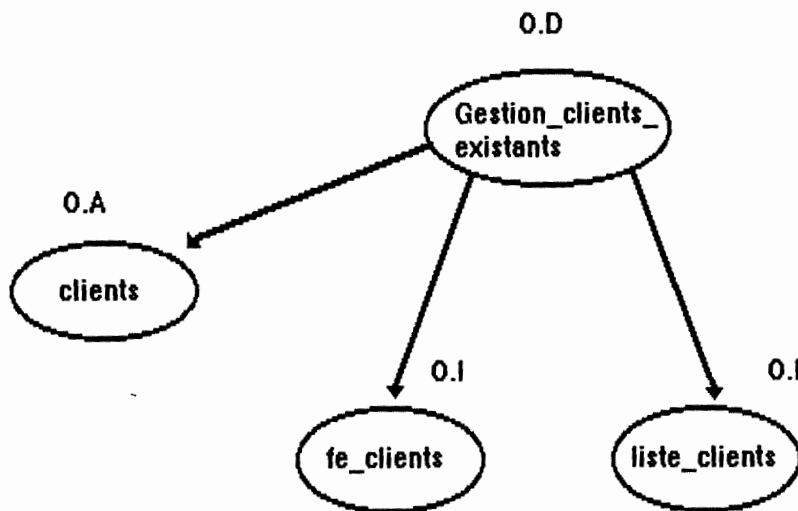 O.D
Gestion_clients_
existants
O.A
clients
O.I
O.I
fe_clients
liste_clients